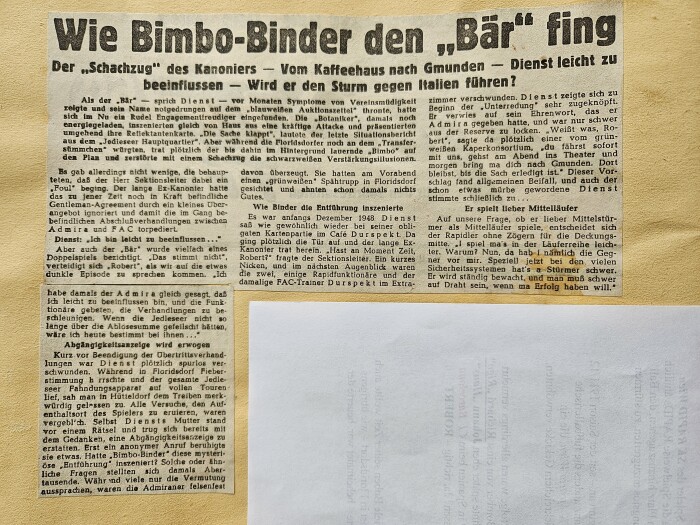 Wie Bimbo-Binder den „Bär“ fing
Der „Schachzug“ des Kanoniers — Vom Kaffeehaus nach Gmunden — Dienst leicht zu
beeinflussen — Wird er den Sturm gegen Italien führen?
Als der „Bär“ — sprich Dienst — vor Monaten Symptome von Vereinsmüdigkeit
zeigte und sein Name notgedrungen auf dem „blauweißen Auktionszettel“ thronte, hatte
sich im Nu ein Rudel Engagementfreudiger eingefunden. Die „Botaniker“, damals noch
energiegeladen, inszenierten gleich von Haus aus eine kräftige Attacke und präsentierten
umgehend ihre Reflektantenkarte. „Die Sache klappt“, lautete der letzte Situationsbericht
aus dem „Jedleseer Hauptquartier“. Aber während die Floridsdorfer noch an dem „Transfer-
stimmchen“ würgten, trat plötzlich der bis dahin im Hintergrund lauernde „Bimbo“ auf
den Plan und zerstörte mit einem Schachzug die schwarzweißen Verstärkungsillusionen.
Es gab allerdings nicht wenige, die behaup-
teten, daß der Herr Sektionsleiter dabei ein
„Foul“ beging. Der lange Ex-Kanonier hatte
das zu jener Zeit noch in Kraft befindliche
Gentleman-Agreement durch ein kleines Über-
angebot ignoriert und damit die im Gang be-
findlichen Abschlußverhandlungen zwischen
Admira und FAC torpediert.
Dienst: „Ich bin leicht zu beeinflussen...“
Aber auch der „Bär“ wurde vielfach eines
Doppelspiels bezichtigt. „Das stimmt nicht“,
verteidigt sich „Robert“, als wir auf die etwas
dunkle Episode zu sprechen kommen. „Ich
habe damals der Admira gleich gesagt, daß
ich leicht zu beeinflussen bin, und die Funk-
tionäre gebeten, die Verhandlungen zu be-
schleunigen. Wenn die Jedleseer nicht so
lange über die Ablösesumme gefeilscht hätten,
wäre ich heute bestimmt bei ihnen...“
Abgängigkeitsanzeige wird erwogen
Kurz vor Beendigung der Übertrittsverhand-
lungen war Dienst plötzlich spurlos ver-
schwunden. Während in Floridsdorf Fieber-
stimmung h rrschte und der gesamte Jedle-
seer Fahndungsapparat auf vollen Touren
lief, sah man in Hütteldorf dem Treiben merk-
würdig gelassen zu. Alle Versuche, den Auf-
enthaltsort des Spielers zu eruieren, waren
vergeblich. Selbst Diensts Mutter stand
vor einem Rätsel und trug sich bereits mit
dem Gedanken, eine Abgängigkeitsanzeige zu
erstatten. Erst ein anonymer Anruf beruhigte
sie etwas. Hatte „Bimbo-Binder“ diese mysteri-
öse „Entführung“ inszeniert? Solche oder ähn-
liche Fragen stellten sich damals Aber-
tausende. Während viele nur die Vermutung
aussprachen, waren die Admiraner felsenfest
davon überzeugt. Sie hatten am Vorabend
einen „grünweißen“ Spähtrupp in Floridsdorf
gesichtet und ahnten schon damals nichts
Gutes.
Wie Binder die Entführung inszenierte
Es war anfangs Dezember 1948. Dienst
saß wie gewöhnlich wieder bei seiner obli-
gaten Kartenpartie im Café Durspekt. Da
ging plötzlich die Tür auf und der lange Ex-
Kanonier trat herein. „Hast an Moment Zeit,
Robert?“ fragte der Sektionsleiter. Ein kurzes
Nicken, und im nächsten Augenblick waren
die zwei, einige Rapidfunktionäre und der
damalige FAC-Trainer Durspekt im Extra-
zimmer verschwunden. Dienst zeigte sich zu
Beginn der „Unterredung“ sehr zugeknöpft.
Er verwies auf sein Ehrenwort, das er
Admira gegeben hatte, und war nur schwer
aus der Reserve zu locken. „Weißt was, Ro-
bert“, sagte da plötzlich einer vom grün-
weißen Kaperkonsortium, „du fährst sofort
mit uns, gehst am Abend ins Theater und
morgen bring ma dich nach Gmunden. Dort
bleibst, bis die Sach erledigt ist.“ Dieser Vor-
schlag fand allgemeinen Beifall, und auch der
schon etwas mürbe gewordene Dienst
stimmte schließlich zu...
Er spielt lieber Mittelläufer
Auf unsere Frage, ob er lieber Mittelstür-
mer als Mittelläufer spiele, entscheidet sich
der Rapidler ohne Zögern für die Deckungs-
mitte. „I spiel ma's in der Läuferreihe leich-
ter. Warum? Nun, da hab i nämlich die Geg-
ner vor mir. Speziell jetzt bei den vielen
Sicherheitssystemen hat's a Stürmer schwer.
Er wird ständig bewacht, und man muß schwer
auf Draht sein, wenn ma Erfolg haben will.“